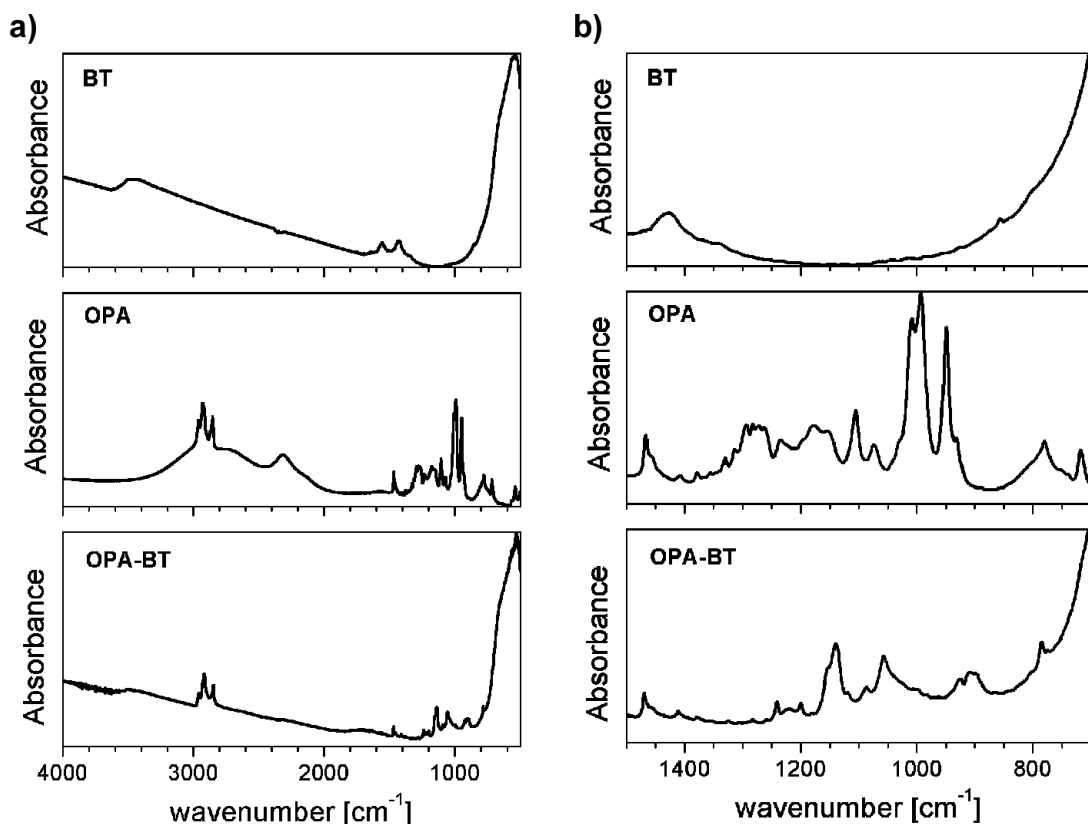 a)
BT
Absorbance
OPA
Absorbance
OPA-BT
Absorbance
4000 3000 2000 1000
wavenumber [cm⁻¹]
b)
BT
Absorbance
OPA
Absorbance
OPA-BT
Absorbance
1400 1200 1000 800
wavenumber [cm⁻¹]